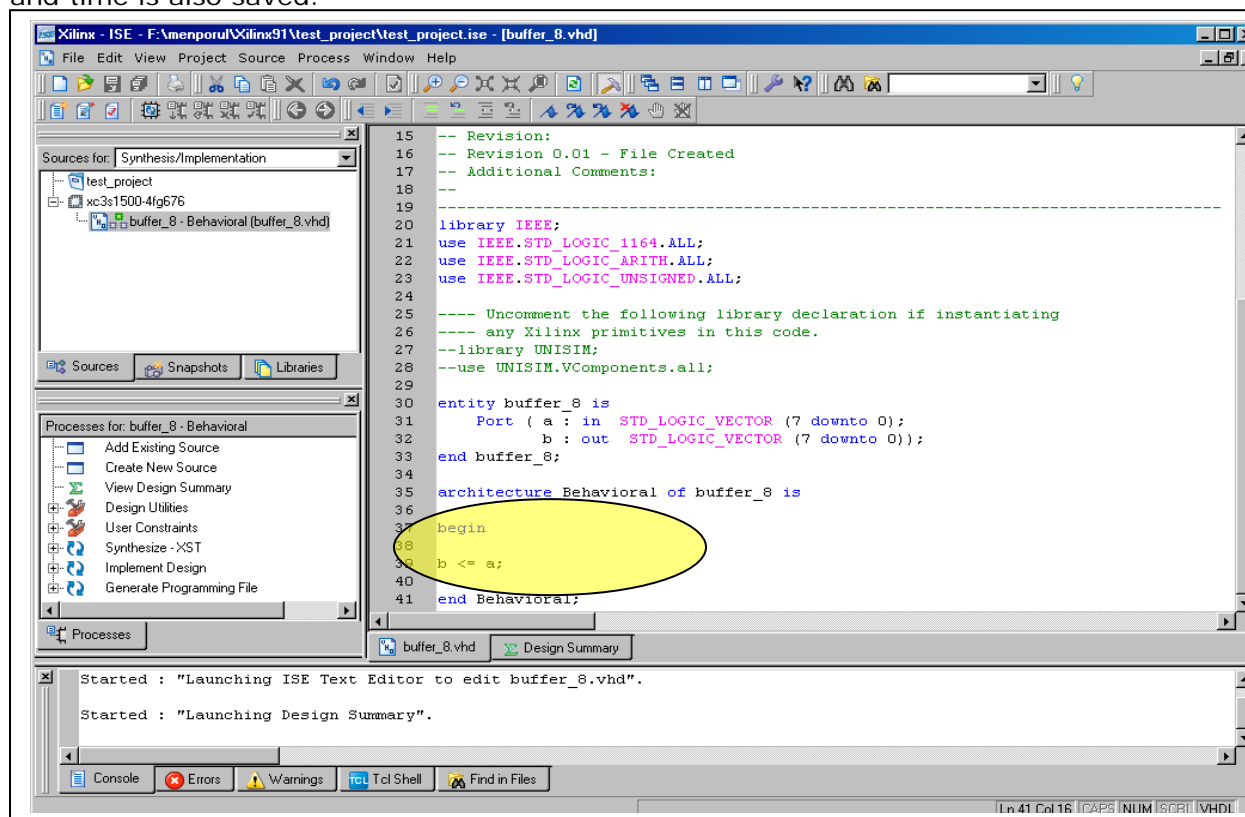 and time is also saved.
Xilinx - ISE - F:\menporul\Xilinx91\test_project\test_project.ise - [buffer_8.vhd]
File Edit View Project Source Process Window Help
Sources for: Synthesis/Implementation
test_project
xc3s1500-4fg676
buffer_8 - Behavioral (buffer_8.vhd)
Sources Snapshots Libraries
Processes for: buffer_8 - Behavioral
Add Existing Source
Create New Source
View Design Summary
Design Utilities
User Constraints
Synthesize - XST
Implement Design
Generate Programming File
Processes
15 -- Revision:
16 -- Revision 0.01 - File Created
17 -- Additional Comments:
18 --
19 --------------------------------------------------------------------------------
20 library IEEE;
21 use IEEE.STD_LOGIC_1164.ALL;
22 use IEEE.STD_LOGIC_ARITH.ALL;
23 use IEEE.STD_LOGIC_UNSIGNED.ALL;
24
25 ---- Uncomment the following library declaration if instantiating
26 ---- any Xilinx primitives in this code.
27 --library UNISIM;
28 --use UNISIM.VComponents.all;
29
30 entity buffer_8 is
31 Port ( a : in STD_LOGIC_VECTOR (7 downto 0);
32 b : out STD_LOGIC_VECTOR (7 downto 0));
33 end buffer_8;
34
35 architecture Behavioral of buffer_8 is
36
37 begin
38
39 b <= a;
40
41 end Behavioral;
buffer_8.vhd Design Summary
Started : "Launching ISE Text Editor to edit buffer_8.vhd".
Started : "Launching Design Summary".
Console Errors Warnings Tcl Shell Find in Files
Ln 41 Col 16 CAPS NUM SCRL VHDL